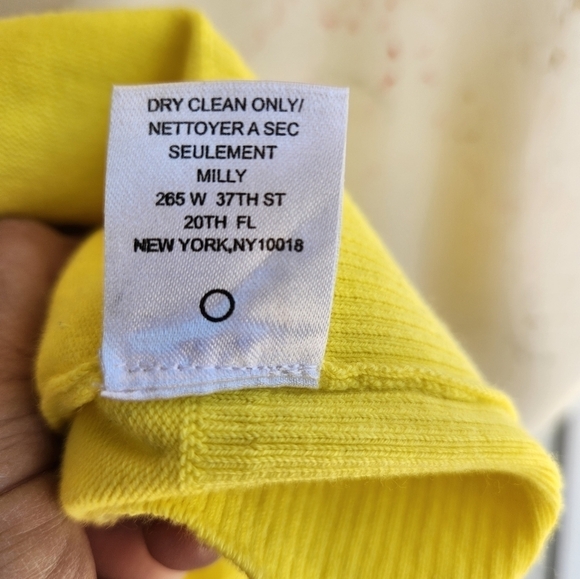 DRY CLEAN ONLY/
NETTOYER A SEC
SEULEMENT
MILLY
265 W 37TH ST
20TH FL
NEW YORK,NY10018